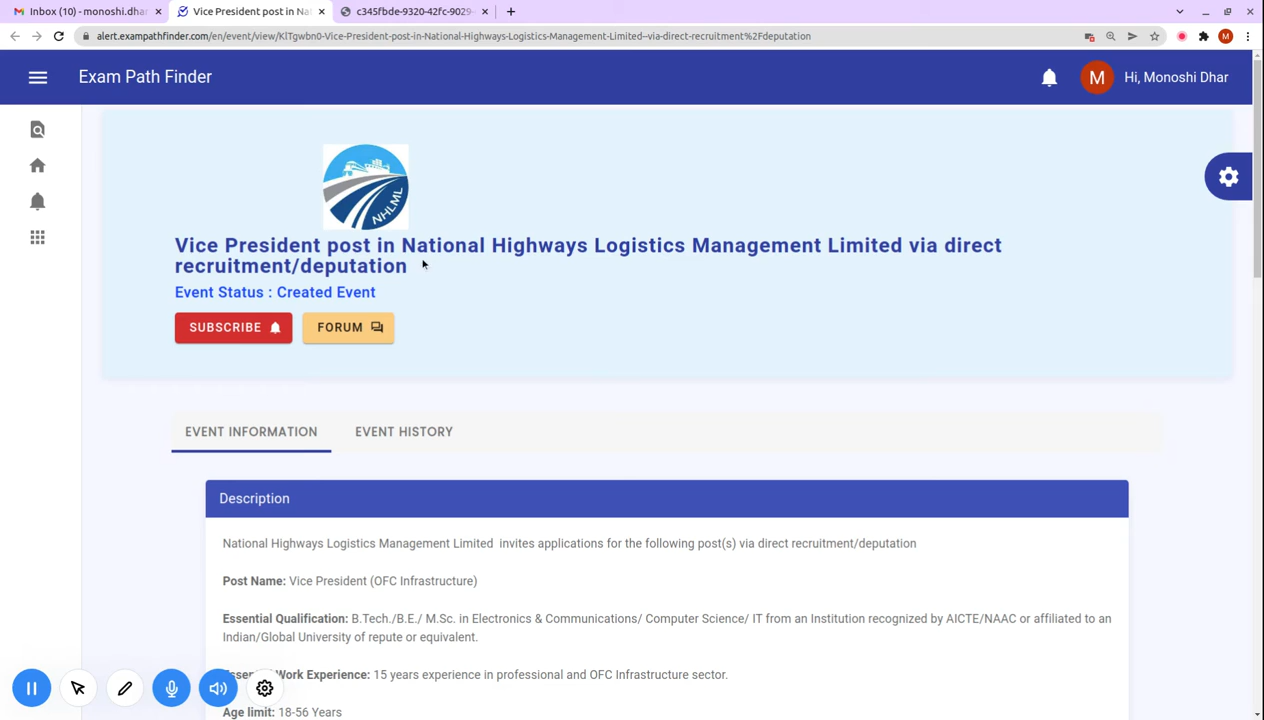 Inbox (10) - monoshi.dhar
Vice President post in Nat
c345fbde-9320-42fc-9029-
alert.exampathfinder.com/en/event/view/KlTgwbn0-Vice-President-post-in-National-Highways-Logistics-Management-Limited--via-direct-recruitment%2Fdeputation
M
Exam Path Finder
M
Hi, Monoshi Dhar
NHLML
Vice President post in National Highways Logistics Management Limited via direct
recruitment/deputation
Event Status : Created Event
SUBSCRIBE
FORUM
EVENT INFORMATION
EVENT HISTORY
Description
National Highways Logistics Management Limited invites applications for the following post(s) via direct recruitment/deputation
Post Name: Vice President (OFC Infrastructure)
Essential Qualification: B.Tech./B.E./ M.Sc. in Electronics & Communications/ Computer Science/ IT from an Institution recognized by AICTE/NAAC or affiliated to an
Indian/Global University of repute or equivalent.
Work Experience: 15 years experience in professional and OFC Infrastructure sector.
Age limit: 18-56 Years